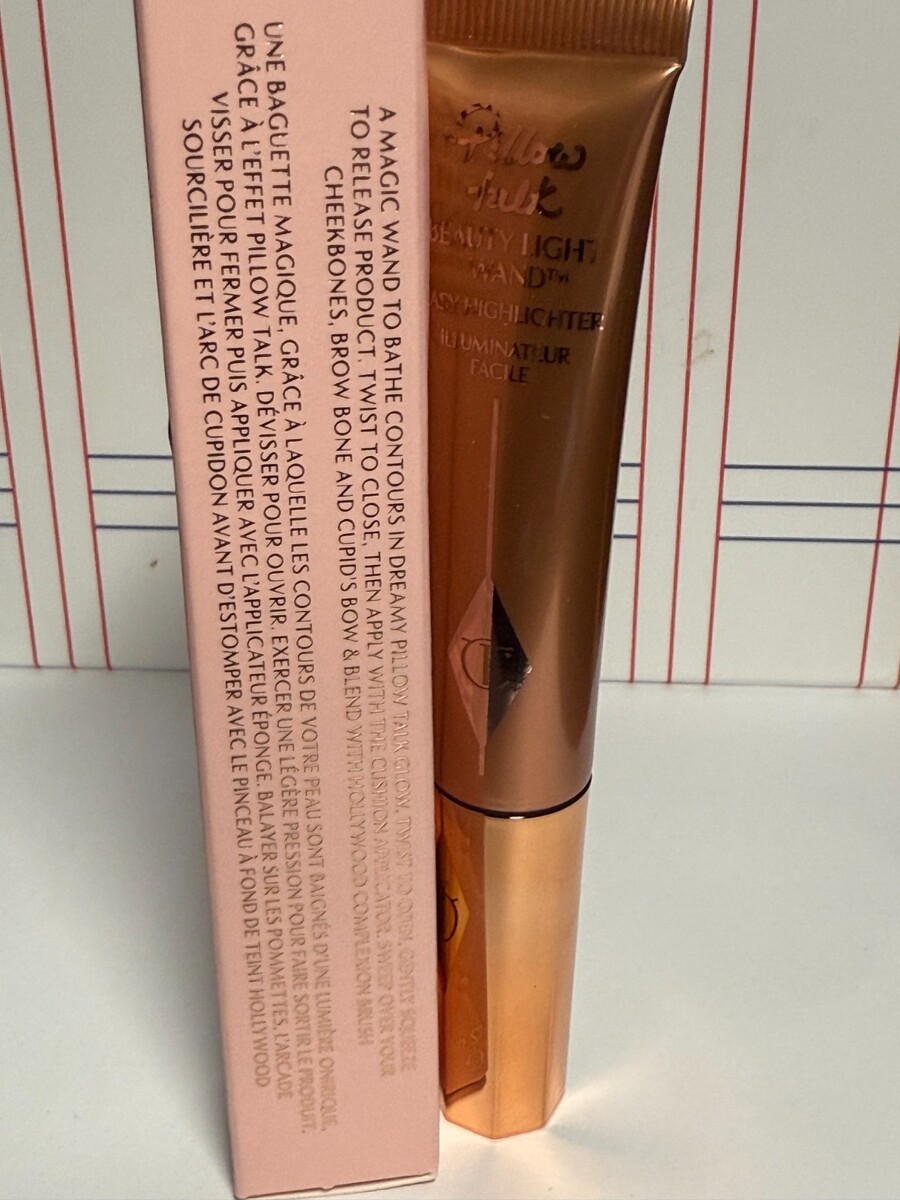 A MAGIC WAND TO BATHE CONTOURS IN DREAMY PILLOW TALK GLOW. TWIST TO OPEN, GENTLY SQUEEZE
TO RELEASE PRODUCT. TWIST TO CLOSE, THEN APPLY WITH THE CUSHION APPLICATOR. SWEEP OVER YOUR
CHEEKBONES, BROW BONE AND CUPID'S BOW & BLEND WITH HOLLYWOOD COMPLEXION BRUSH
UNE BAGUETTE MAGIQUE, GRÂCE À LAQUELLE LES CONTOURS DE VOTRE PEAU SONT BAIGNÉS D'UNE LUMIÈRE ONIRIQUE,
GRÂCE À L'EFFET PILLOW TALK. DÉVISSER POUR OUVRIR. EXERCER UNE LÉGÈRE PRESSION POUR FAIRE SORTIR LE PRODUIT.
VISSER POUR FERMER PUIS APPLIQUER AVEC L'APPLICATEUR ÉPONGE. BALAYER SUR LES POMMETTES, L'ARCADE
SOURCILIÈRE ET L'ARC DE CUPIDON AVANT D'ESTOMPER AVEC LE PINCEAU À FOND DE TEINT HOLLYWOOD
Pillow
talk
BEAUTY LIGHT
WAND™
EASY HIGHLIGHTER
ILLUMINATEUR
FACILE